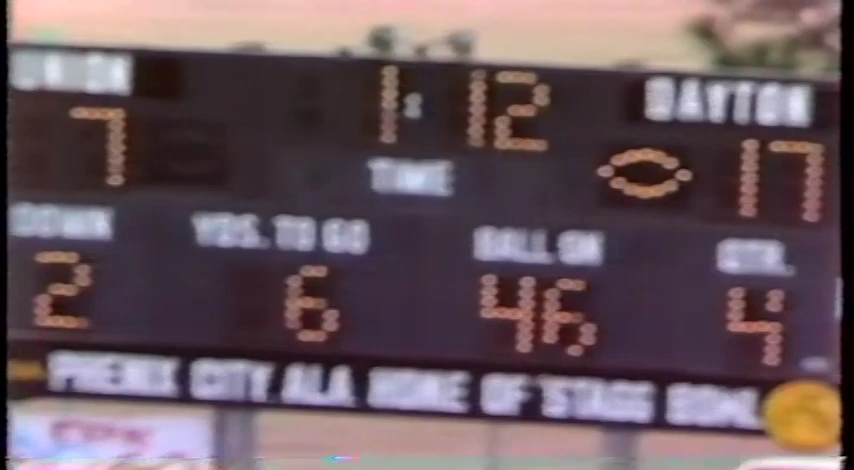 UNION 1:12 DAYTON
7 TIME 17
DOWN YDS. TO GO BALL ON QTR.
2 6 46 4
PHENIX CITY ALA. HOME OF STAGG BOWL